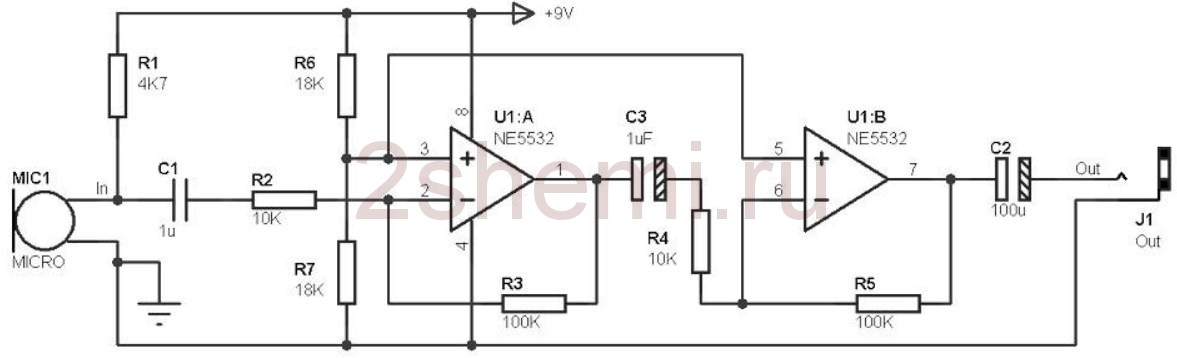 +9V
R1
4K7
R6
18K
8
U1:A
NE5532
C3
1uF
U1:B
NE5532
3
2
1
4
5
6
7
C2
100u
Out
J1
Out
MIC1
In
MICRO
C1
1u
R2
10K
R7
18K
R3
100K
R4
10K
R5
100K
2shemi.ru